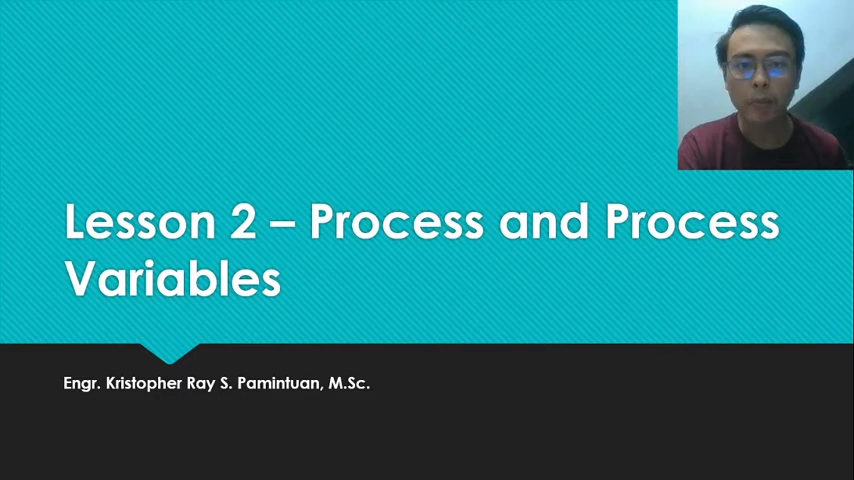 Lesson 2 – Process and Process
Variables
Engr. Kristopher Ray S. Pamintuan, M.Sc.